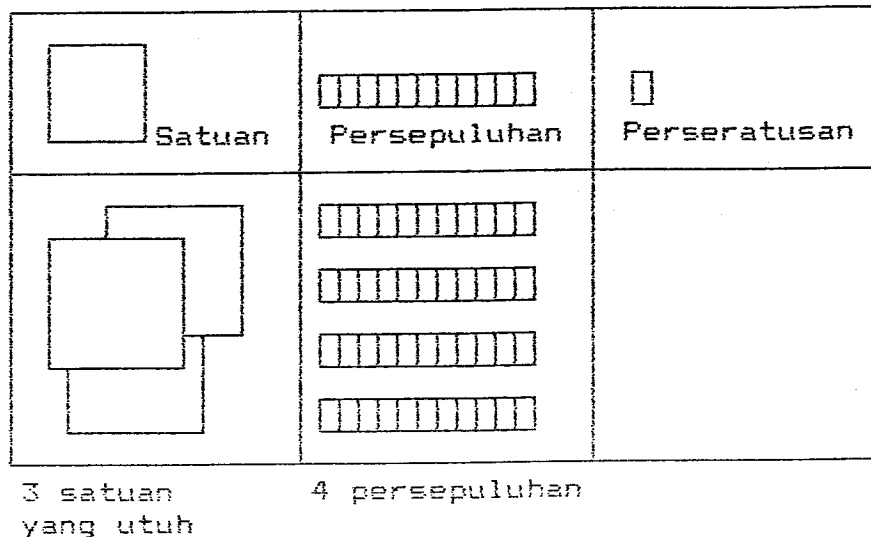 Satuan
Persepuluhan
Perseratusan
3 satuan
yang utuh
4 persepuluhan